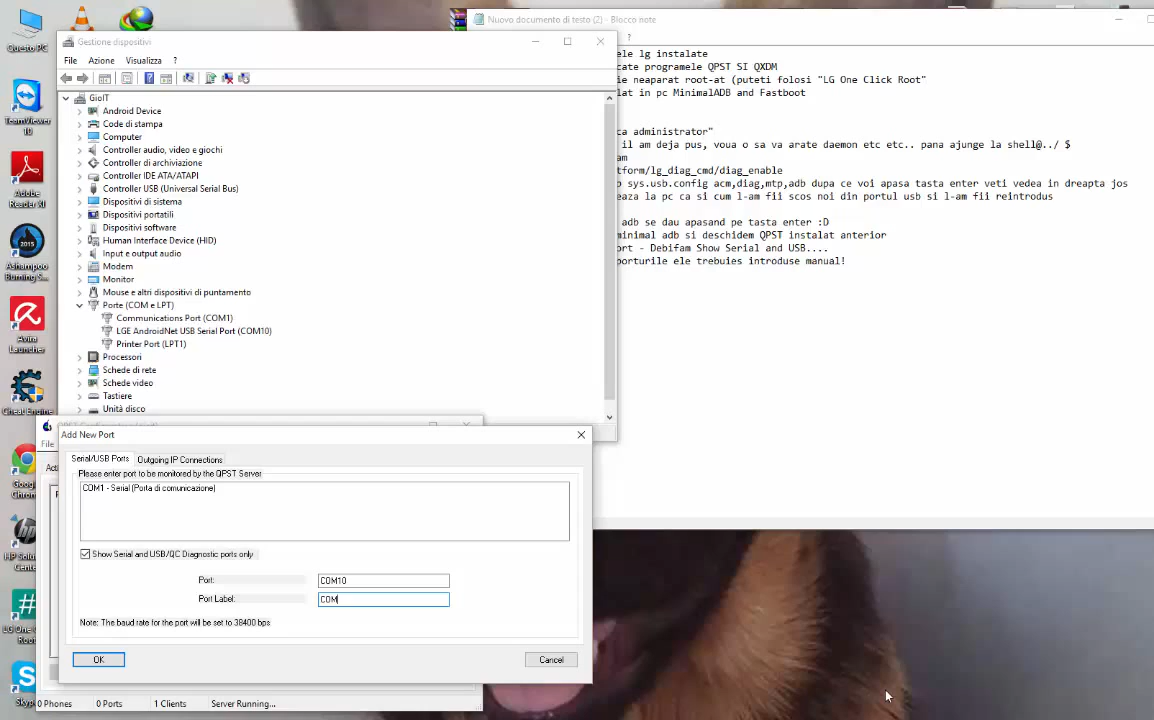 Questo PC
TeamViewer
10
Adobe
Reader XI
2015
Ashampoo
Burning S...
Avira
Launcher
Cheat Engine
Chrom
HP Solu
Center
LG One
Root
Skyp
Nuovo documento di testo (2) - Blocco note
?
ele lg instalate
cate programele QPST SI QXDM
ie neaparat root-at (puteti folosi "LG One Click Root"
lat in pc MinimalADB and Fastboot
ca administrator"
il am deja pus, voua o sa va arate daemon etc etc.. pana ajunge la shell@../ $
am
tform/lg_diag_cmd/diag_enable
p sys.usb.config acm,diag,mtp,adb dupa ce voi apasa tasta enter veti vedea in dreapta jos
eaza la pc ca si cum l-am fii scos noi din portul usb si l-am fii reintrodus
adb se dau apasand pe tasta enter :D
minimal adb si deschidem QPST instalat anterior
ort - Debifam Show Serial and USB....
porturile ele trebuies introduse manual!
Gestione dispositivi
File Azione Visualizza ?
GioIT
Android Device
Codice di stampa
Computer
Controller audio, video e giochi
Controller di archiviazione
Controller IDE ATA/ATAPI
Controller USB (Universal Serial Bus)
Dispositivi di sistema
Dispositivi portatili
Dispositivi software
Human Interface Device (HID)
Input e output audio
Modem
Monitor
Mouse e altri dispositivi di puntamento
Porte (COM e LPT)
Communications Port (COM1)
LGE AndroidNet USB Serial Port (COM10)
Printer Port (LPT1)
Processori
Schede di rete
Schede video
Tastiere
Unità disco
File
Add New Port
Serial/USB Ports Outgoing IP Connections
Please enter port to be monitored by the QPST Server
COM1 - Serial (Porta di comunicazione)
Show Serial and USB/QC Diagnostic ports only
Port: COM10
Port Label: COM
Note: The baud rate for the port will be set to 38400 bps
OK Cancel
0 Phones 0 Ports 1 Clients Server Running...